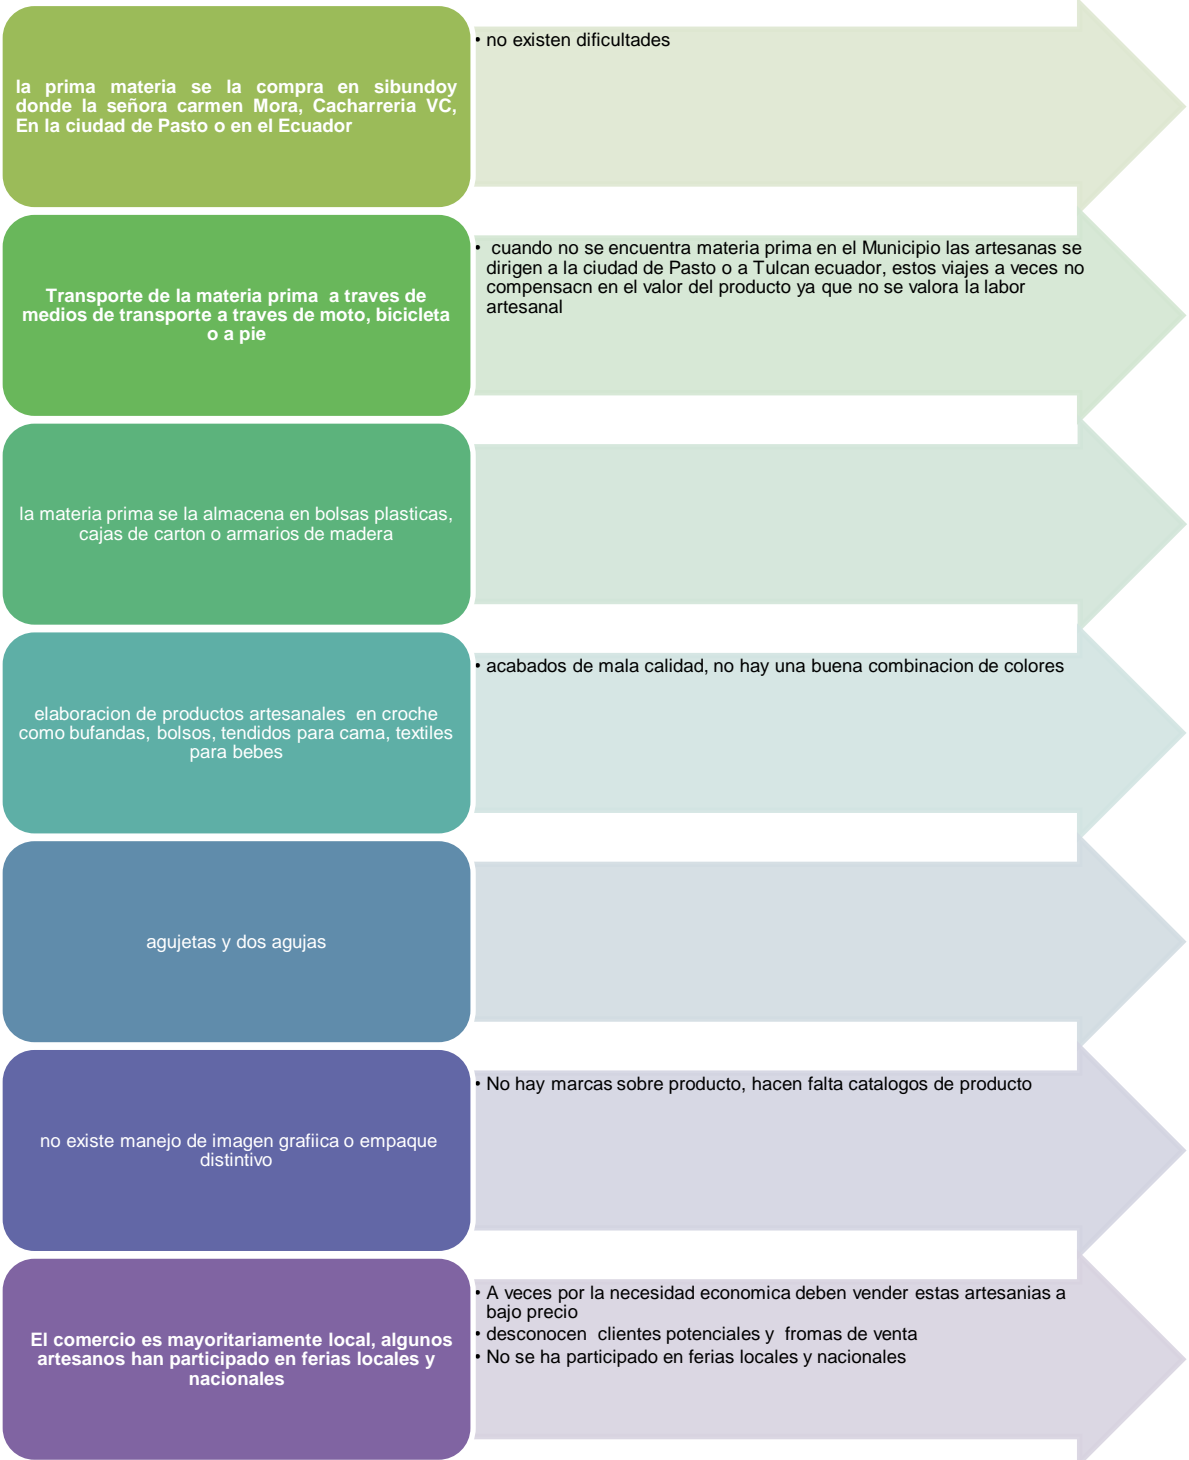 la prima materia se la compra en sibundoy
donde la señora carmen Mora, Cacharreria VC,
En la ciudad de Pasto o en el Ecuador
• no existen dificultades
Transporte de la materia prima a traves de
medios de transporte a traves de moto, bicicleta
o a pie
• cuando no se encuentra materia prima en el Municipio las artesanas se
dirigen a la ciudad de Pasto o a Tulcan ecuador, estos viajes a veces no
compensacn en el valor del producto ya que no se valora la labor
artesanal
la materia prima se la almacena en bolsas plasticas,
cajas de carton o armarios de madera
elaboracion de productos artesanales en croche
como bufandas, bolsos, tendidos para cama, textiles
para bebes
• acabados de mala calidad, no hay una buena combinacion de colores
agujetas y dos agujas
no existe manejo de imagen grafiica o empaque
distintivo
• No hay marcas sobre producto, hacen falta catalogos de producto
El comercio es mayoritariamente local, algunos
artesanos han participado en ferias locales y
nacionales
• A veces por la necesidad economica deben vender estas artesanias a
bajo precio
• desconocen clientes potenciales y fromas de venta
• No se ha participado en ferias locales y nacionales